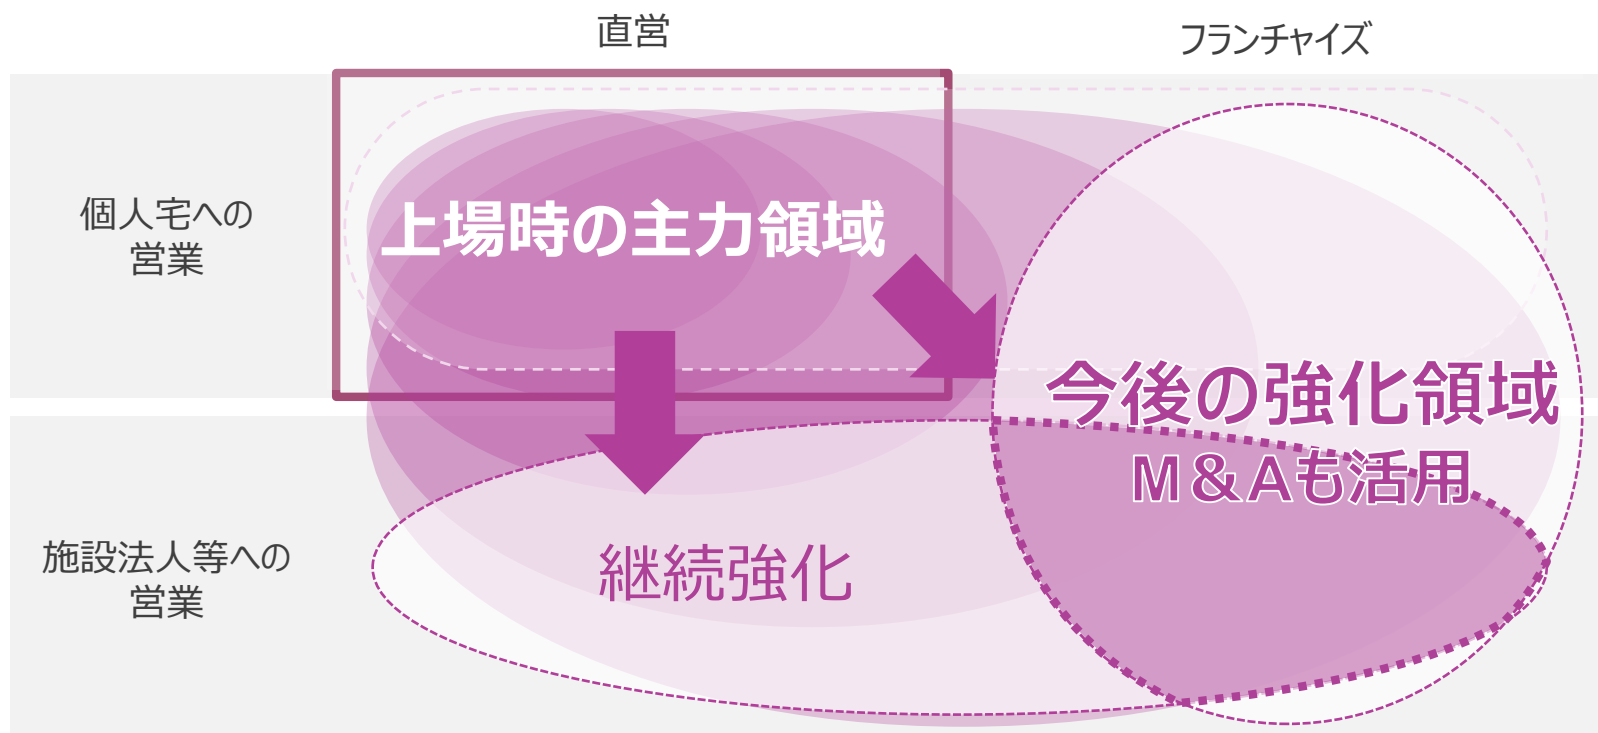 直営
フランチャイズ
個人宅への
営業
上場時の主力領域
今後の強化領域
M&Aも活用
施設法人等への
営業
継続強化